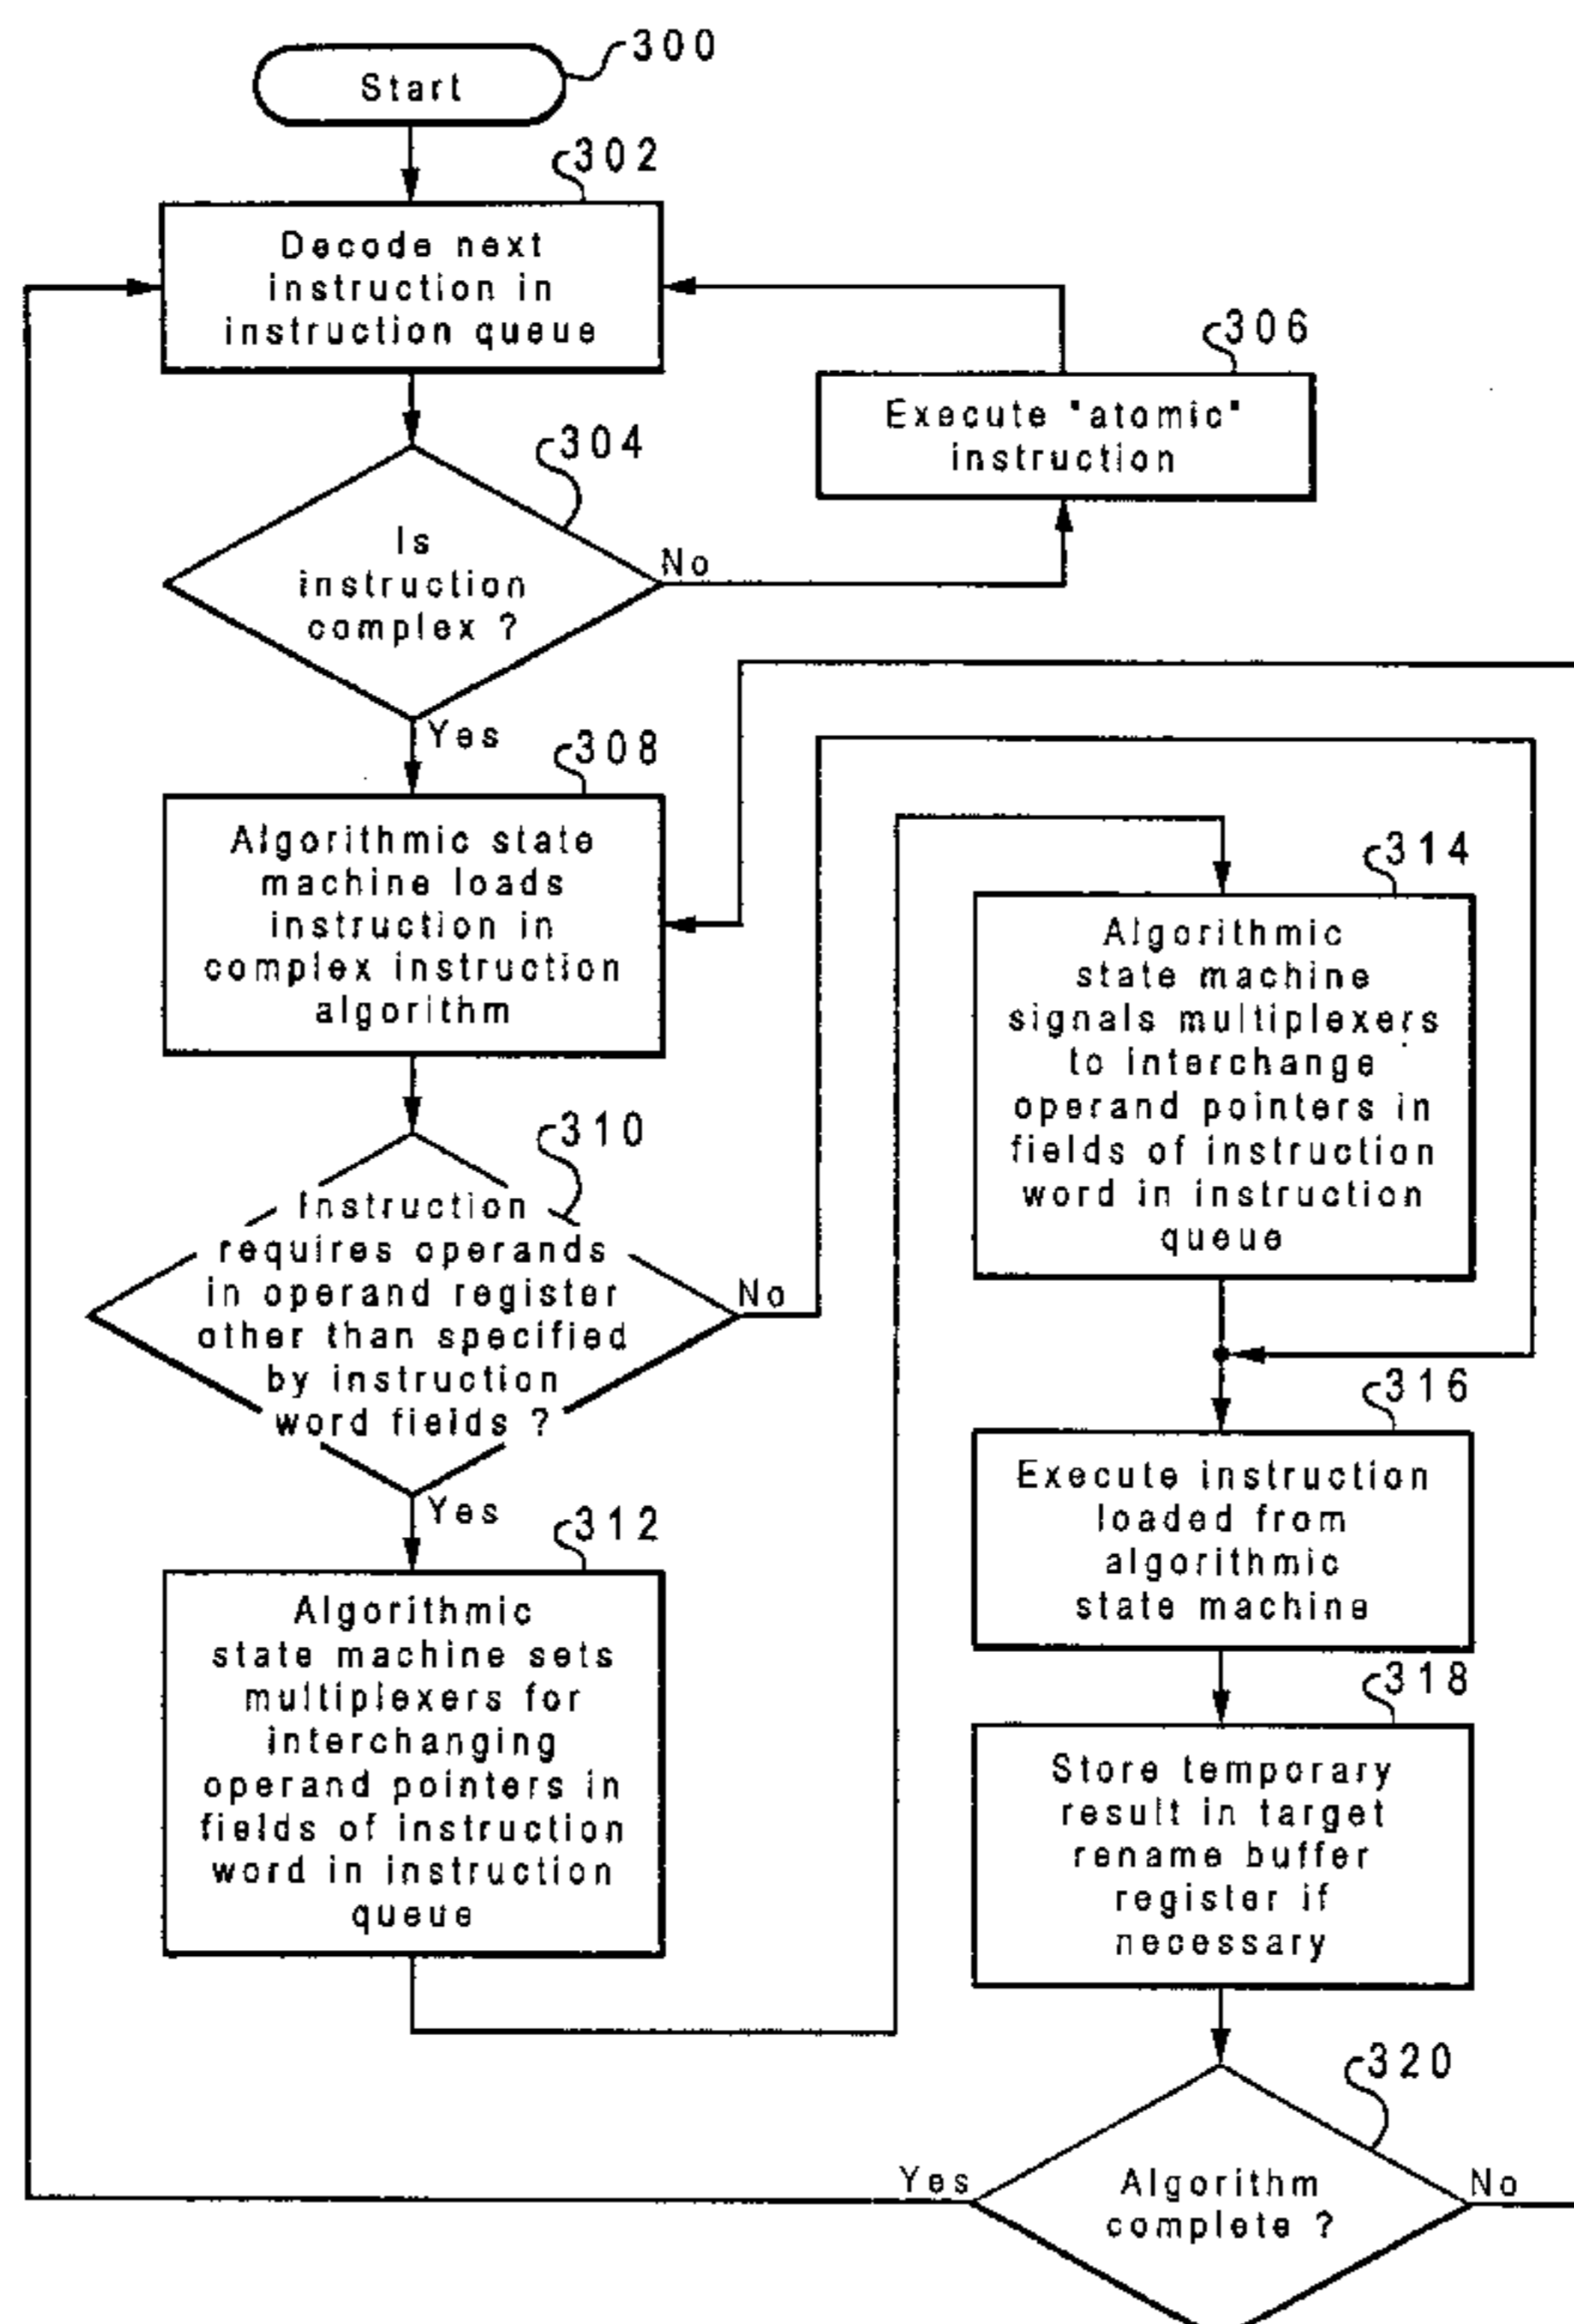 300
Start
302
Decode next
instruction in
instruction queue
306
Execute "atomic"
instruction
304
Is
instruction
complex ?
No
Yes
308
Algorithmic state
machine loads
instruction in
complex instruction
algorithm
310
Instruction
requires operands
in operand register
other than specified
by instruction
word fields ?
No
Yes
312
Algorithmic
state machine sets
multiplexers for
interchanging
operand pointers in
fields of instruction
word in instruction
queue
314
Algorithmic
state machine
signals multiplexers
to interchange
operand pointers in
fields of instruction
word in instruction
queue
316
Execute instruction
loaded from
algorithmic
state machine
318
Store temporary
result in target
rename buffer
register if
necessary
320
Yes
Algorithm
complete ?
No